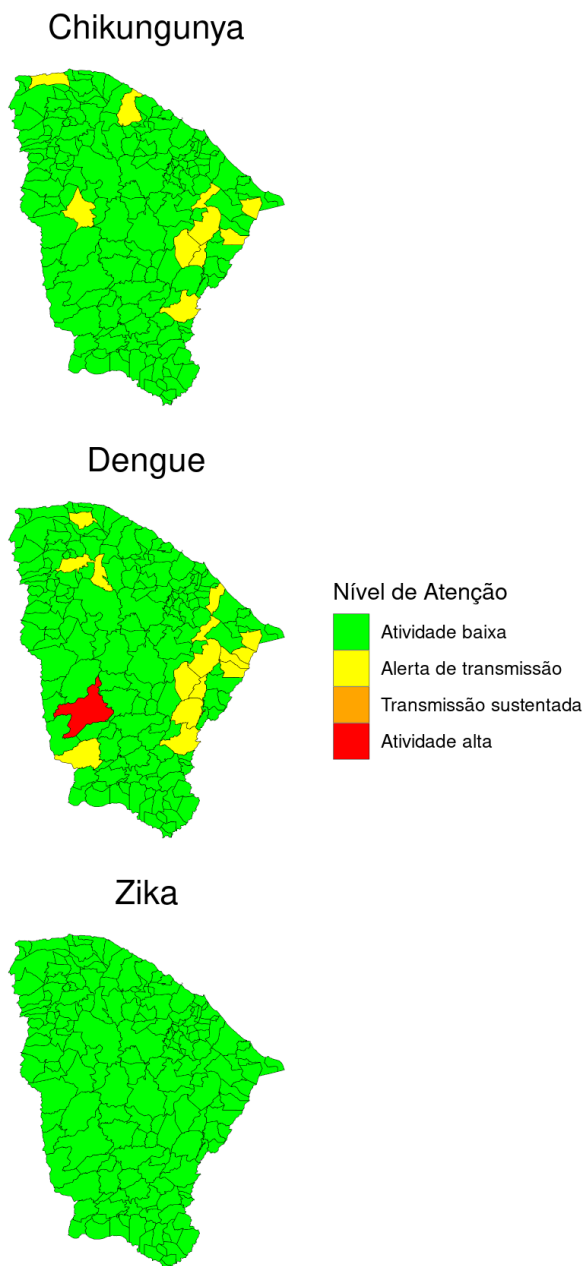 Chikungunya
Dengue
Nível de Atenção
Atividade baixa
Alerta de transmissão
Transmissão sustentada
Atividade alta
Zika